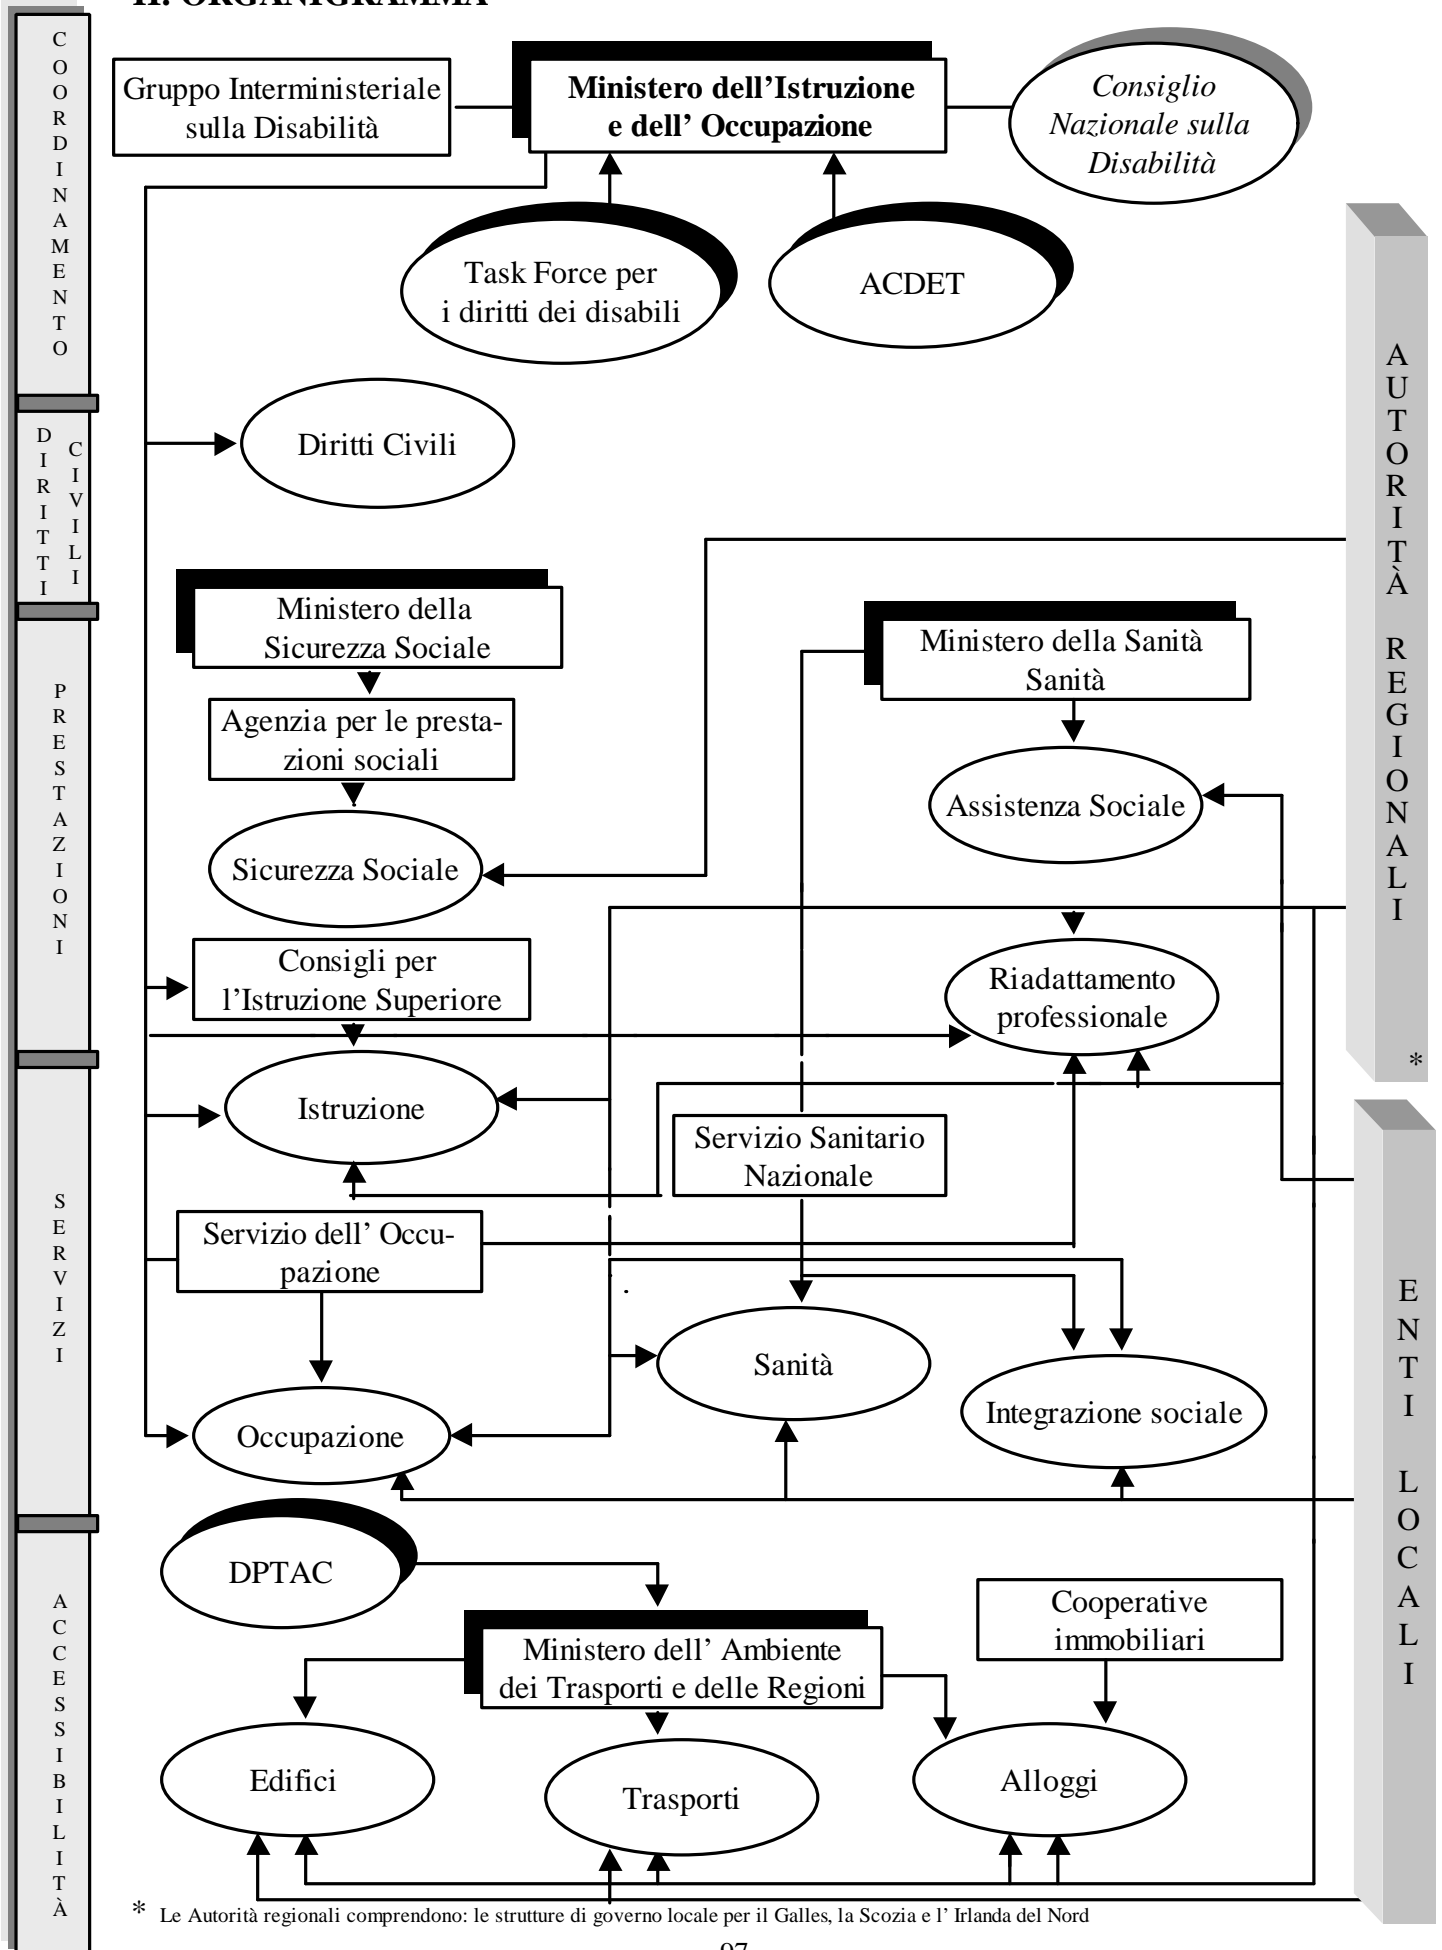 II. ORGANIGRAMMA
COORDINAMENTO
Gruppo Interministeriale
sulla Disabilità
Ministero dell'Istruzione
e dell' Occupazione
Consiglio
Nazionale sulla
Disabilità
Task Force per
i diritti dei disabili
ACDET
AUTORITÀ REGIONALI
*
DIRITTI
CIVILI
Diritti Civili
PRESTAZIONI
Ministero della
Sicurezza Sociale
Ministero della Sanità
Sanità
Agenzia per le presta-
zioni sociali
Assistenza Sociale
Sicurezza Sociale
Consigli per
l'Istruzione Superiore
Riadattamento
professionale
SERVIZI
Istruzione
Servizio Sanitario
Nazionale
Servizio dell' Occu-
pazione
ENTI LOCALI
Sanità
Integrazione sociale
Occupazione
ACCESSIBILITÀ
DPTAC
Cooperative
immobiliari
Ministero dell' Ambiente
dei Trasporti e delle Regioni
Edifici
Trasporti
Alloggi
* Le Autorità regionali comprendono: le strutture di governo locale per il Galles, la Scozia e l' Irlanda del Nord
97